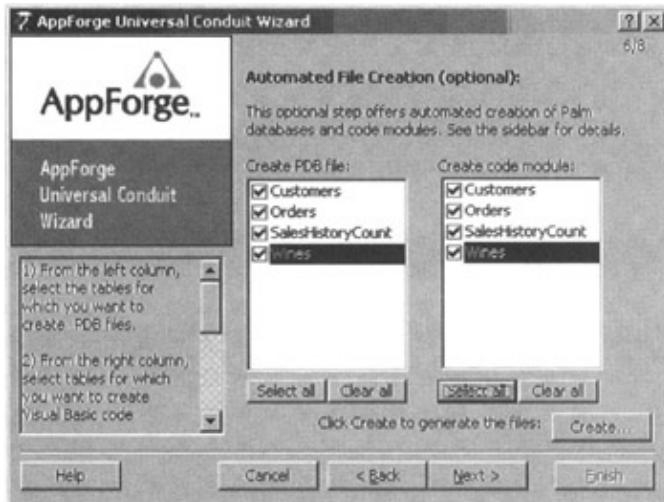 AppForge Universal Conduit Wizard
6/8
AppForge™
AppForge
Universal Conduit
Wizard
1) From the left column,
select the tables for
which you want to
create PDB files.
2) From the right column,
select tables for which
you want to create
Visual Basic code
Automated File Creation (optional):
This optional step offers automated creation of Palm
databases and code modules. See the sidebar for details.
Create PDB file:
Customers
Orders
SalesHistoryCount
Wines
Select all
Clear all
Create code module:
Customers
Orders
SalesHistoryCount
Wines
Select all
Clear all
Click Create to generate the files:
Create...
Help
Cancel
< Back
Next >
Finish